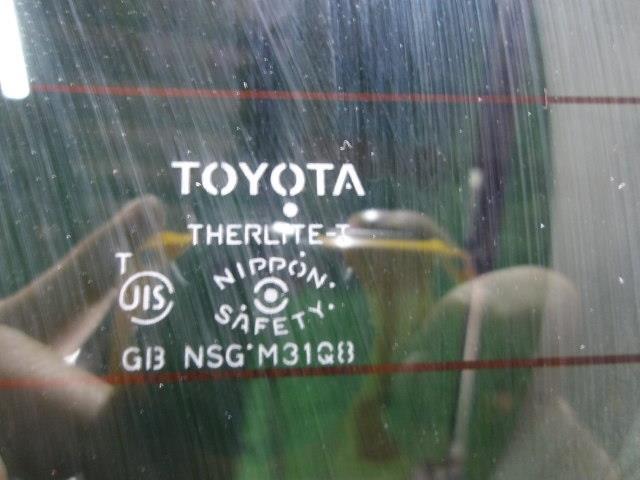 TOYOTA
THERLITE-T
T
JIS
NIPPON.
SAFETY.
GB NSG M31Q8